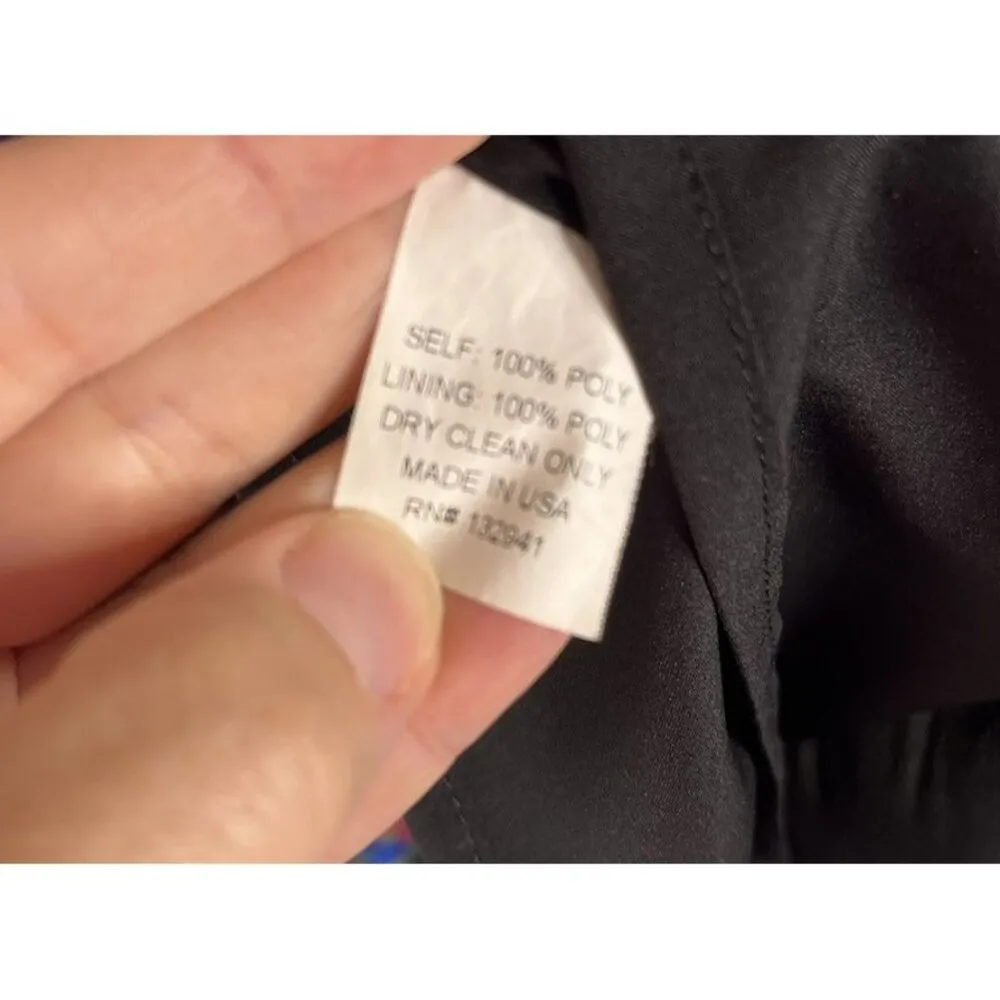 SELF: 100% POLY
LINING: 100% POLY
DRY CLEAN ONLY
MADE IN USA
RN# 132941